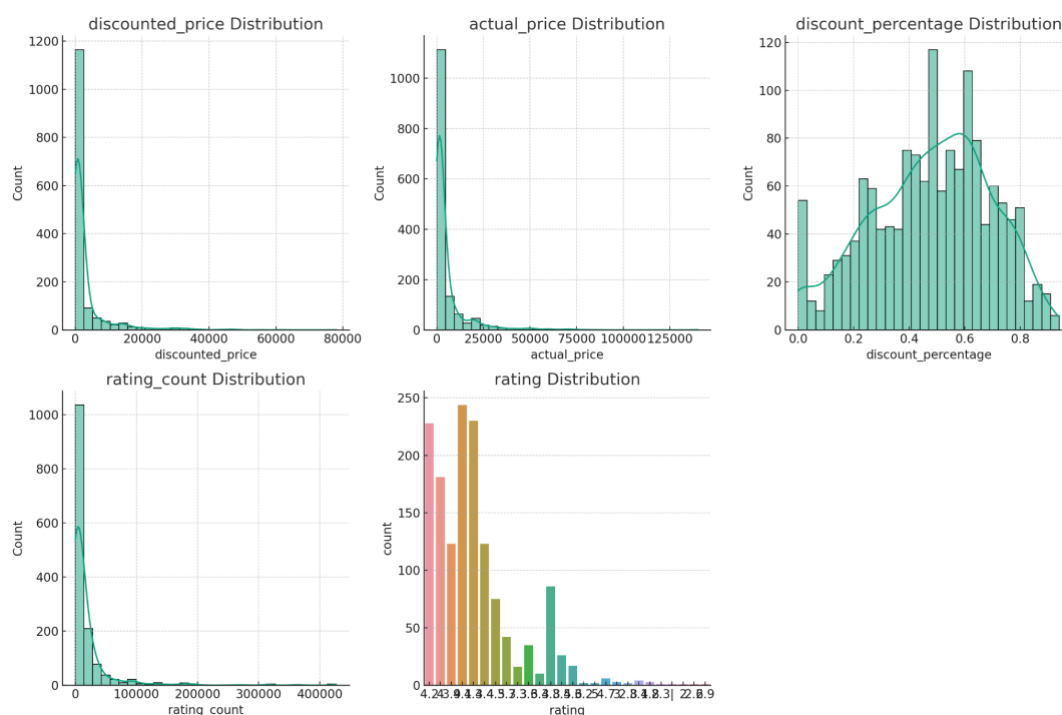 discounted_price Distribution
1200
1000
800
600
400
200
0
Count
0 20000 40000 60000 80000
discounted_price
actual_price Distribution
1000
800
600
400
200
0
Count
0 25000 50000 75000 100000 125000
actual_price
discount_percentage Distribution
120
100
80
60
40
20
0
Count
0.0 0.2 0.4 0.6 0.8
discount_percentage
rating_count Distribution
1000
800
600
400
200
0
Count
0 100000 200000 300000 400000
rating_count
rating Distribution
250
200
150
100
50
0
count
rating